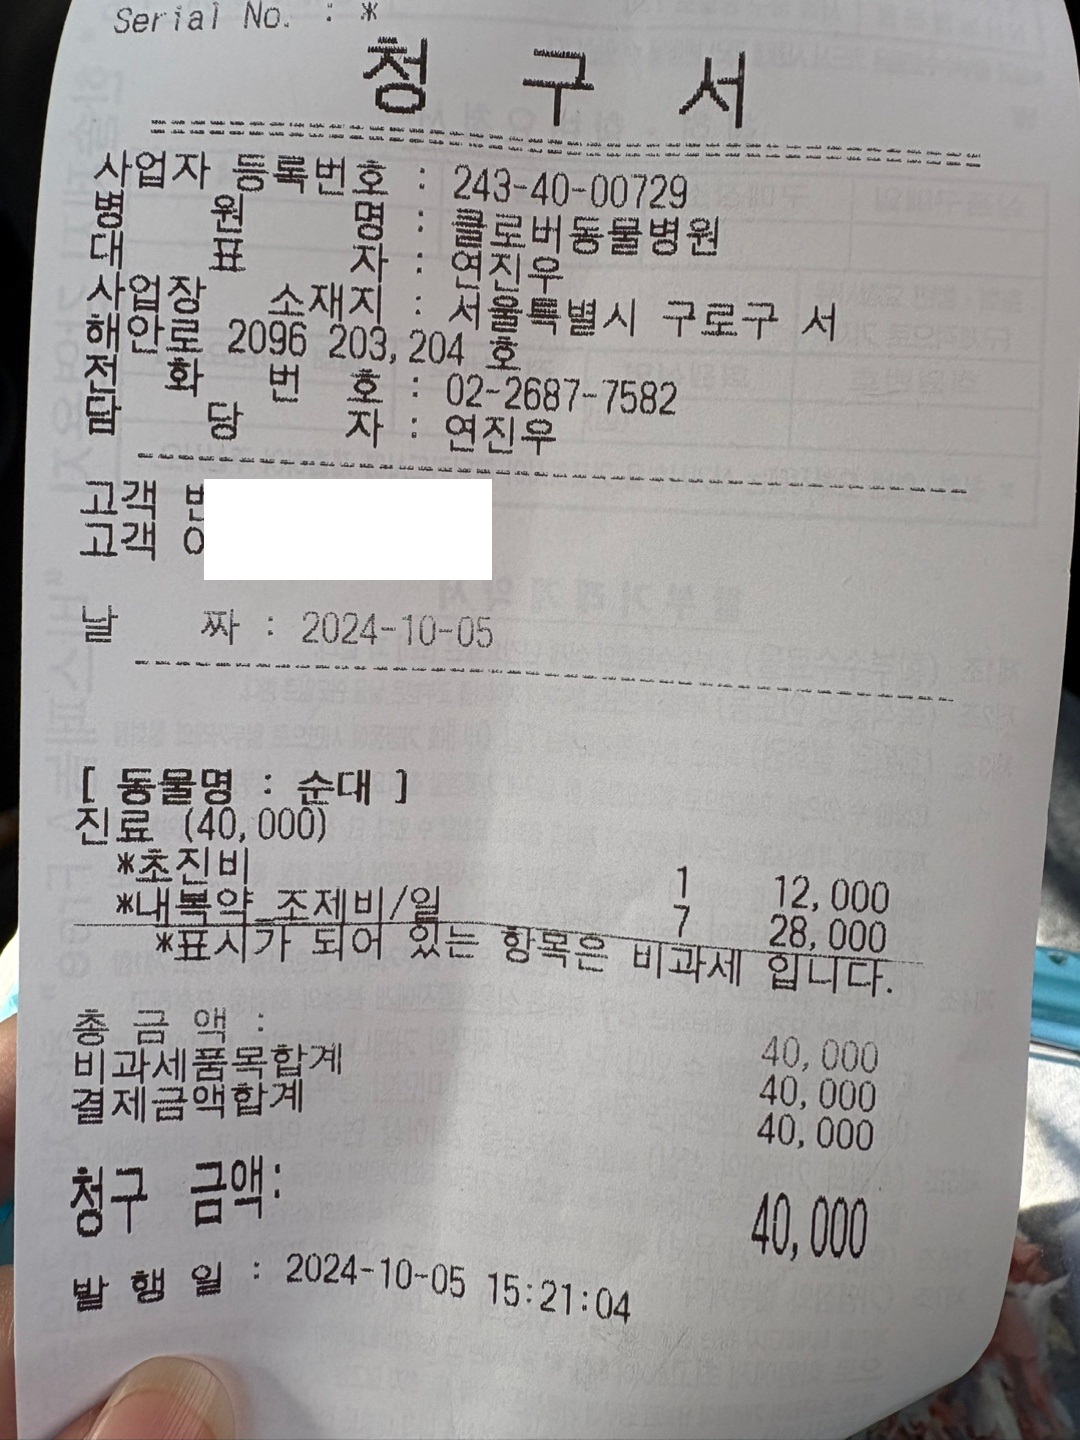 Serial No. : *
청 구 서
사업자 등록번호 : 243-40-00729
병 원 명 : 클로버동물병원
대 표 자 : 연진우
사업장 소재지 : 서울특별시 구로구 서
해안로 2096 203,204 호
전 화 번 호 : 02-2687-7582
담 당 자 : 연진우
고객
고객
날 짜 : 2024-10-05
[ 동물명 : 순대 ]
진료 (40,000)
*초진비 1 12,000
*내복약_조제비/일 7 28,000
*표시가 되어 있는 항목은 비과세 입니다.
총 금 액 : 40,000
비과세품목합계 40,000
결제금액합계 40,000
청구 금액: 40,000
발 행 일 : 2024-10-05 15:21:04